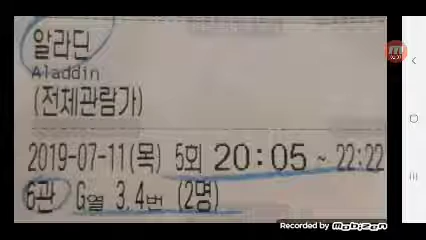 알라딘
Aladdin
(전체관람가)
2019-07-11(목) 5회 20:05 ~ 22:22
6관 G열 3,4번 (2명)
Recorded by Mobizen